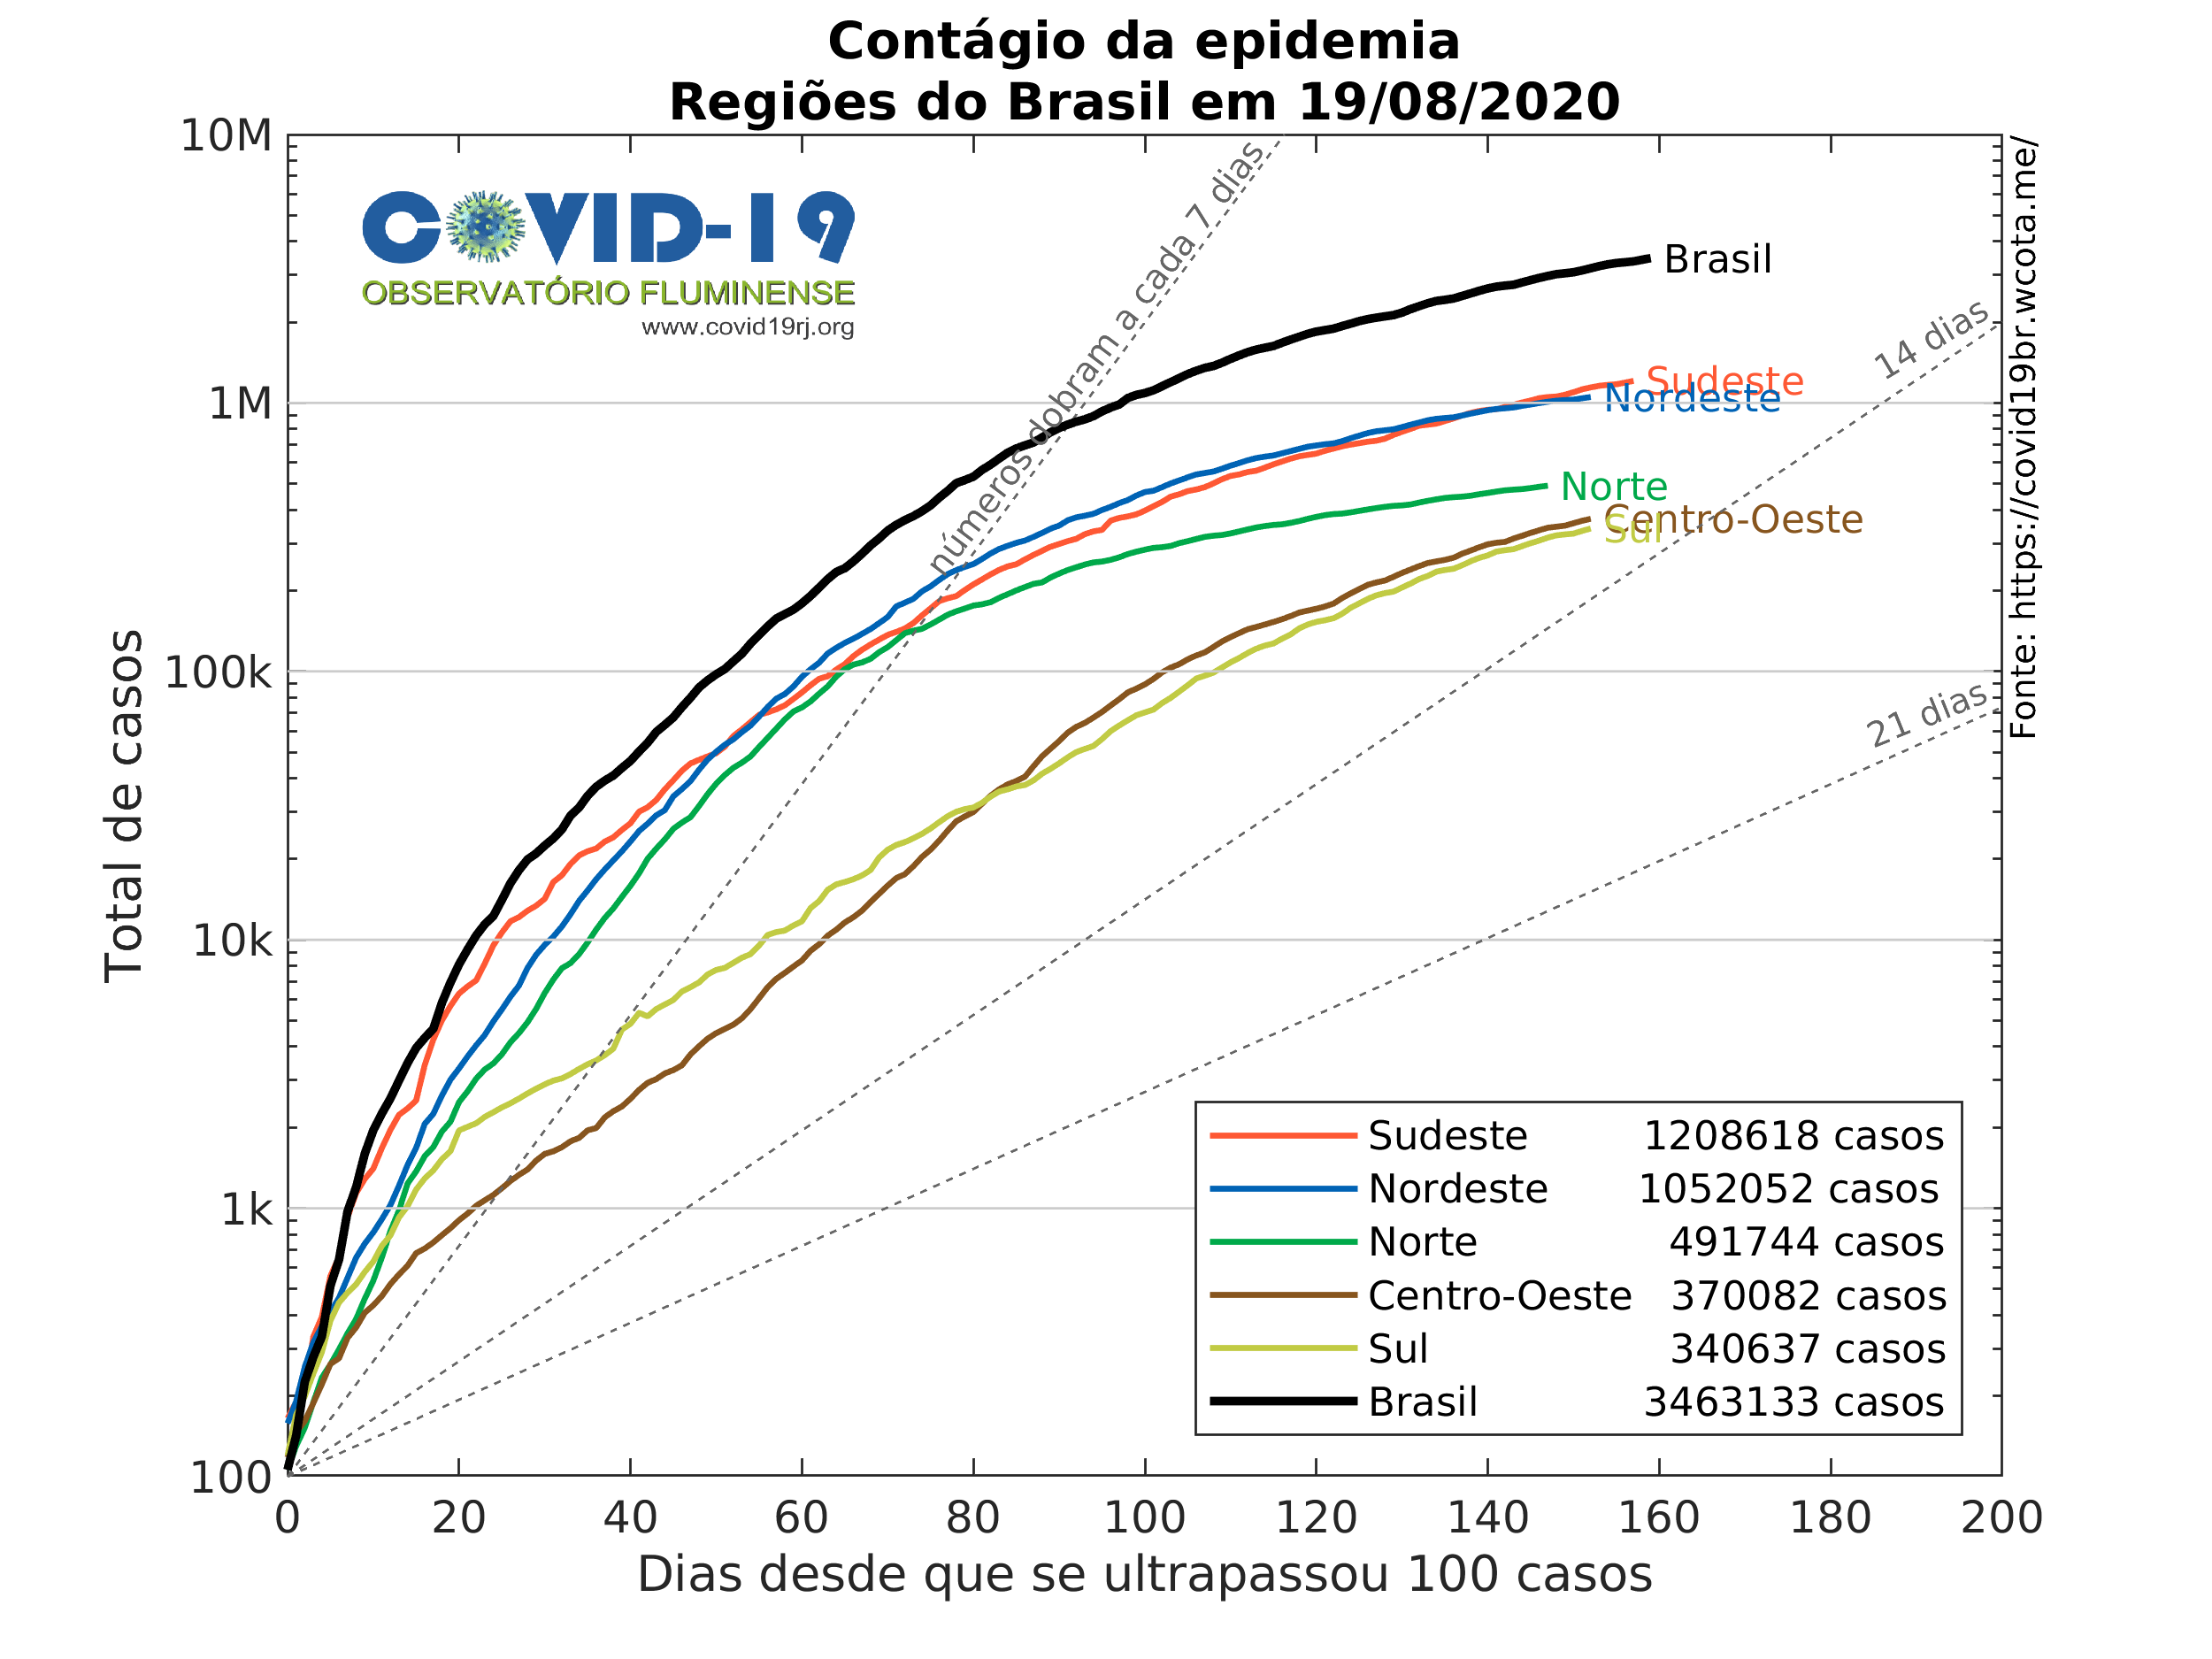 Contágio da epidemia
Regiões do Brasil em 19/08/2020
COVID-19
OBSERVATÓRIO FLUMINENSE
www.covid19rj.org
10M
1M
100k
10k
1k
100
Total de casos
números dobram a cada 7 dias
14 dias
21 dias
Brasil
Sudeste
Nordeste
Norte
Centro-Oeste
Sul
Fonte: https://covid19br.wcota.me/
Sudeste 1208618 casos
Nordeste 1052052 casos
Norte 491744 casos
Centro-Oeste 370082 casos
Sul 340637 casos
Brasil 3463133 casos
0 20 40 60 80 100 120 140 160 180 200
Dias desde que se ultrapassou 100 casos